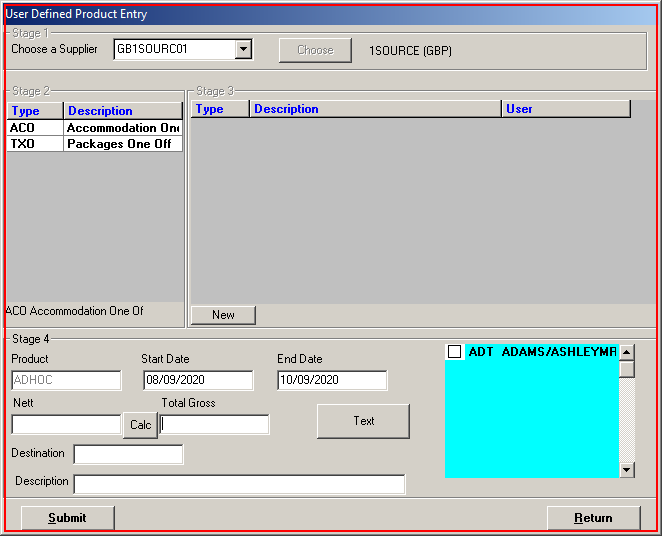 User Defined Product Entry
Stage 1
Choose a Supplier GB1SOURC01 Choose 1SOURCE (GBP)
Stage 2
Type Description
ACO Accommodation One
TXO Packages One Off
ACO Accommodation One Of
Stage 3
Type Description User
New
Stage 4
Product Start Date End Date
ADHOC 08/09/2020 10/09/2020
Nett Total Gross
Calc Text
Destination
Description
ADT ADAMS/ASHLEYMR
Submit Return